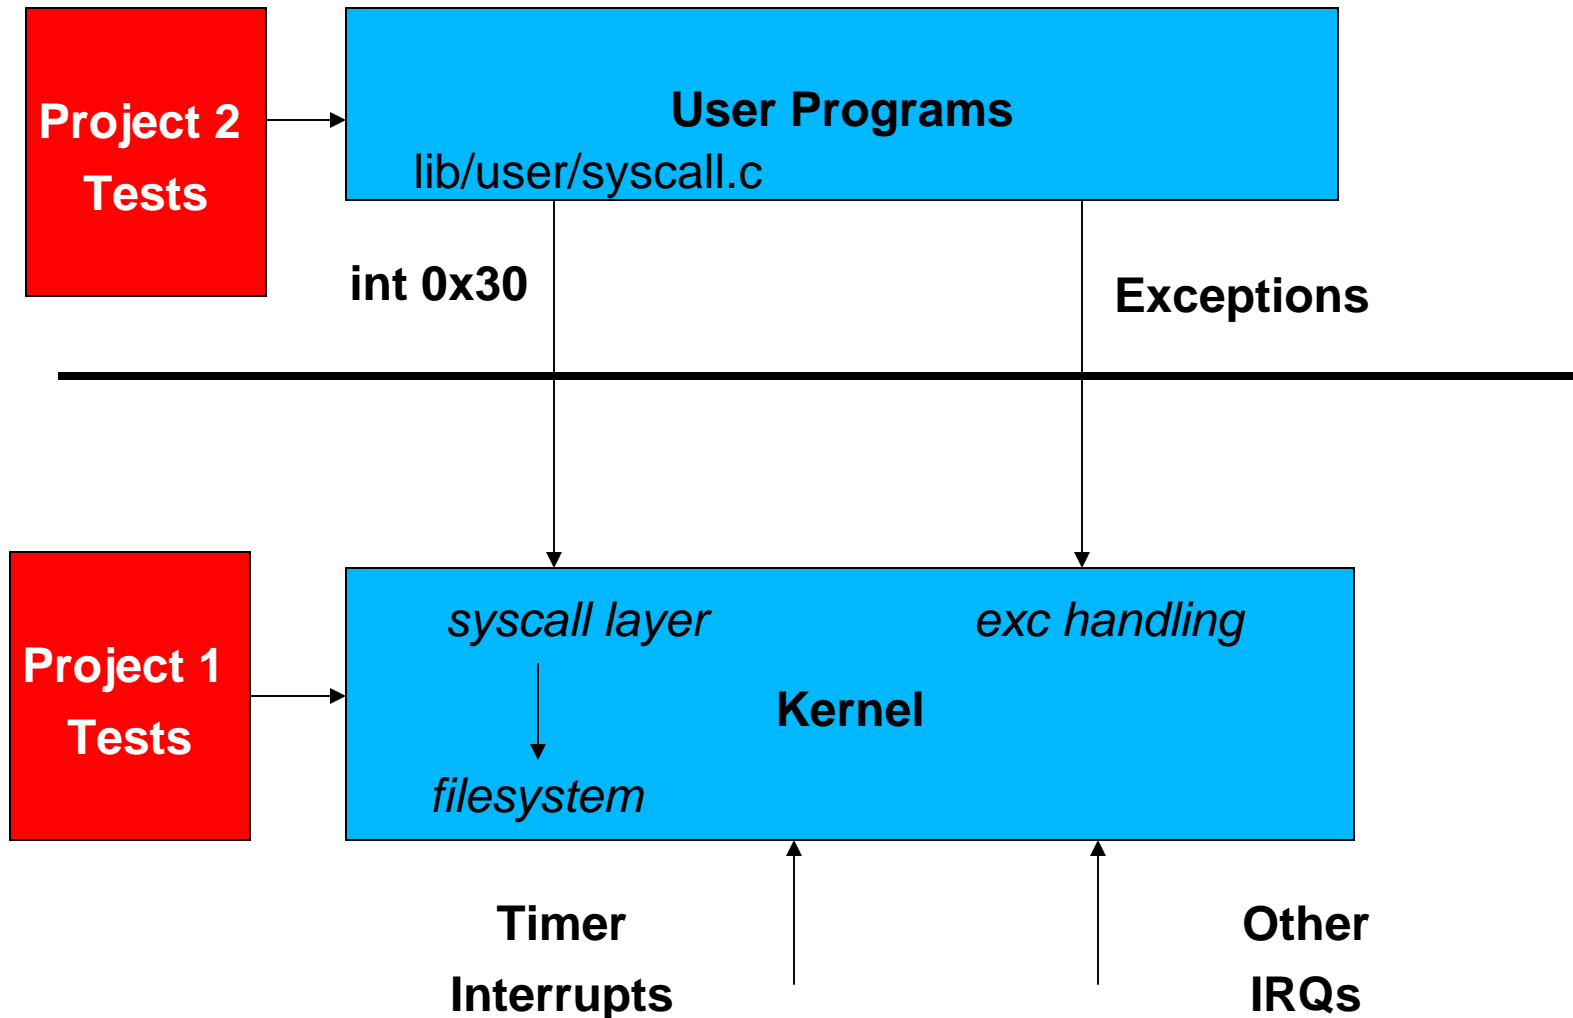 Project 2
Tests
User Programs
lib/user/syscall.c
int 0x30
Exceptions
Project 1
Tests
syscall layer
exc handling
Kernel
filesystem
Timer
Interrupts
Other
IRQs